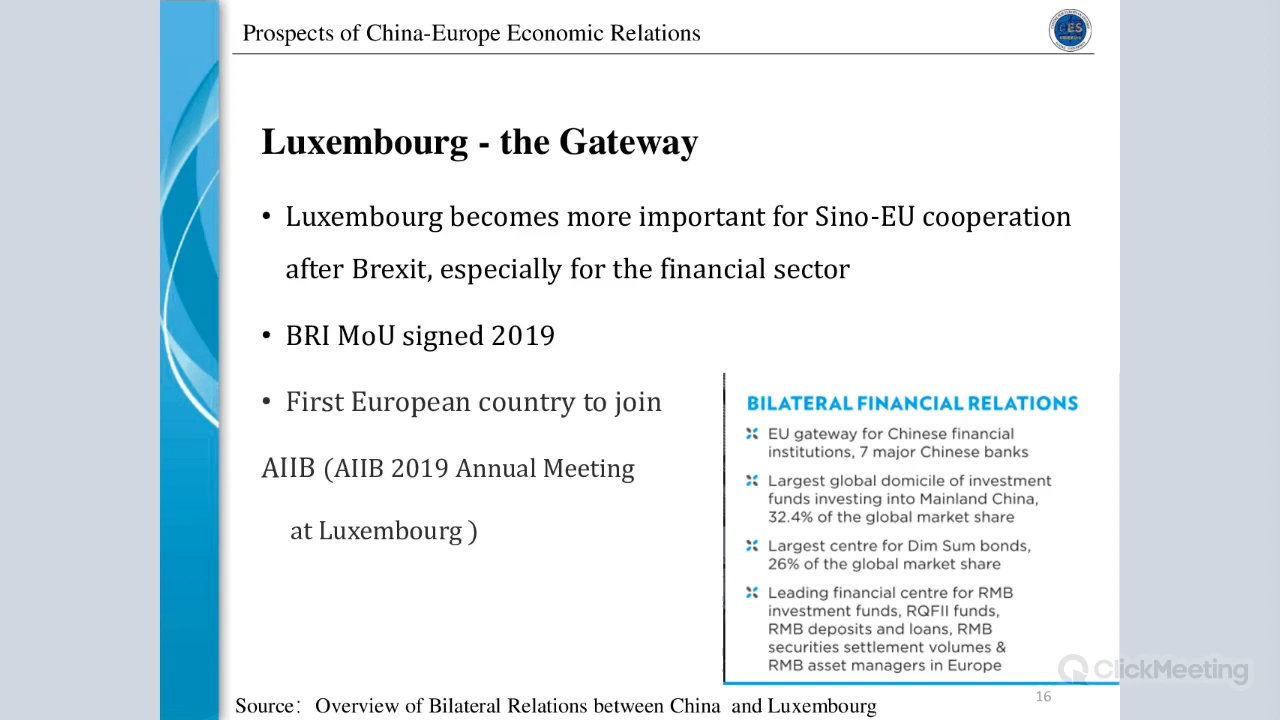 Prospects of China-Europe Economic Relations
CES
Luxembourg - the Gateway
• Luxembourg becomes more important for Sino-EU cooperation
after Brexit, especially for the financial sector
• BRI MoU signed 2019
• First European country to join
AIIB (AIIB 2019 Annual Meeting
at Luxembourg )
BILATERAL FINANCIAL RELATIONS
EU gateway for Chinese financial
institutions, 7 major Chinese banks
Largest global domicile of investment
funds investing into Mainland China,
32.4% of the global market share
Largest centre for Dim Sum bonds,
26% of the global market share
Leading financial centre for RMB
investment funds, RQFII funds,
RMB deposits and loans, RMB
securities settlement volumes &
RMB asset managers in Europe
ClickMeeting
16
Source： Overview of Bilateral Relations between China and Luxembourg